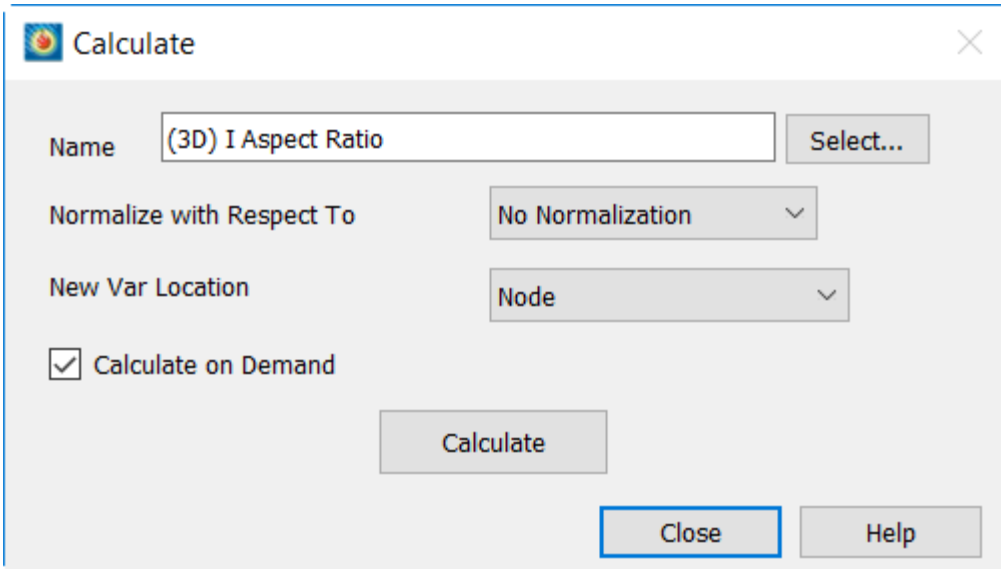 Calculate
Name (3D) I Aspect Ratio Select...
Normalize with Respect To No Normalization
New Var Location Node
Calculate on Demand
Calculate
Close Help